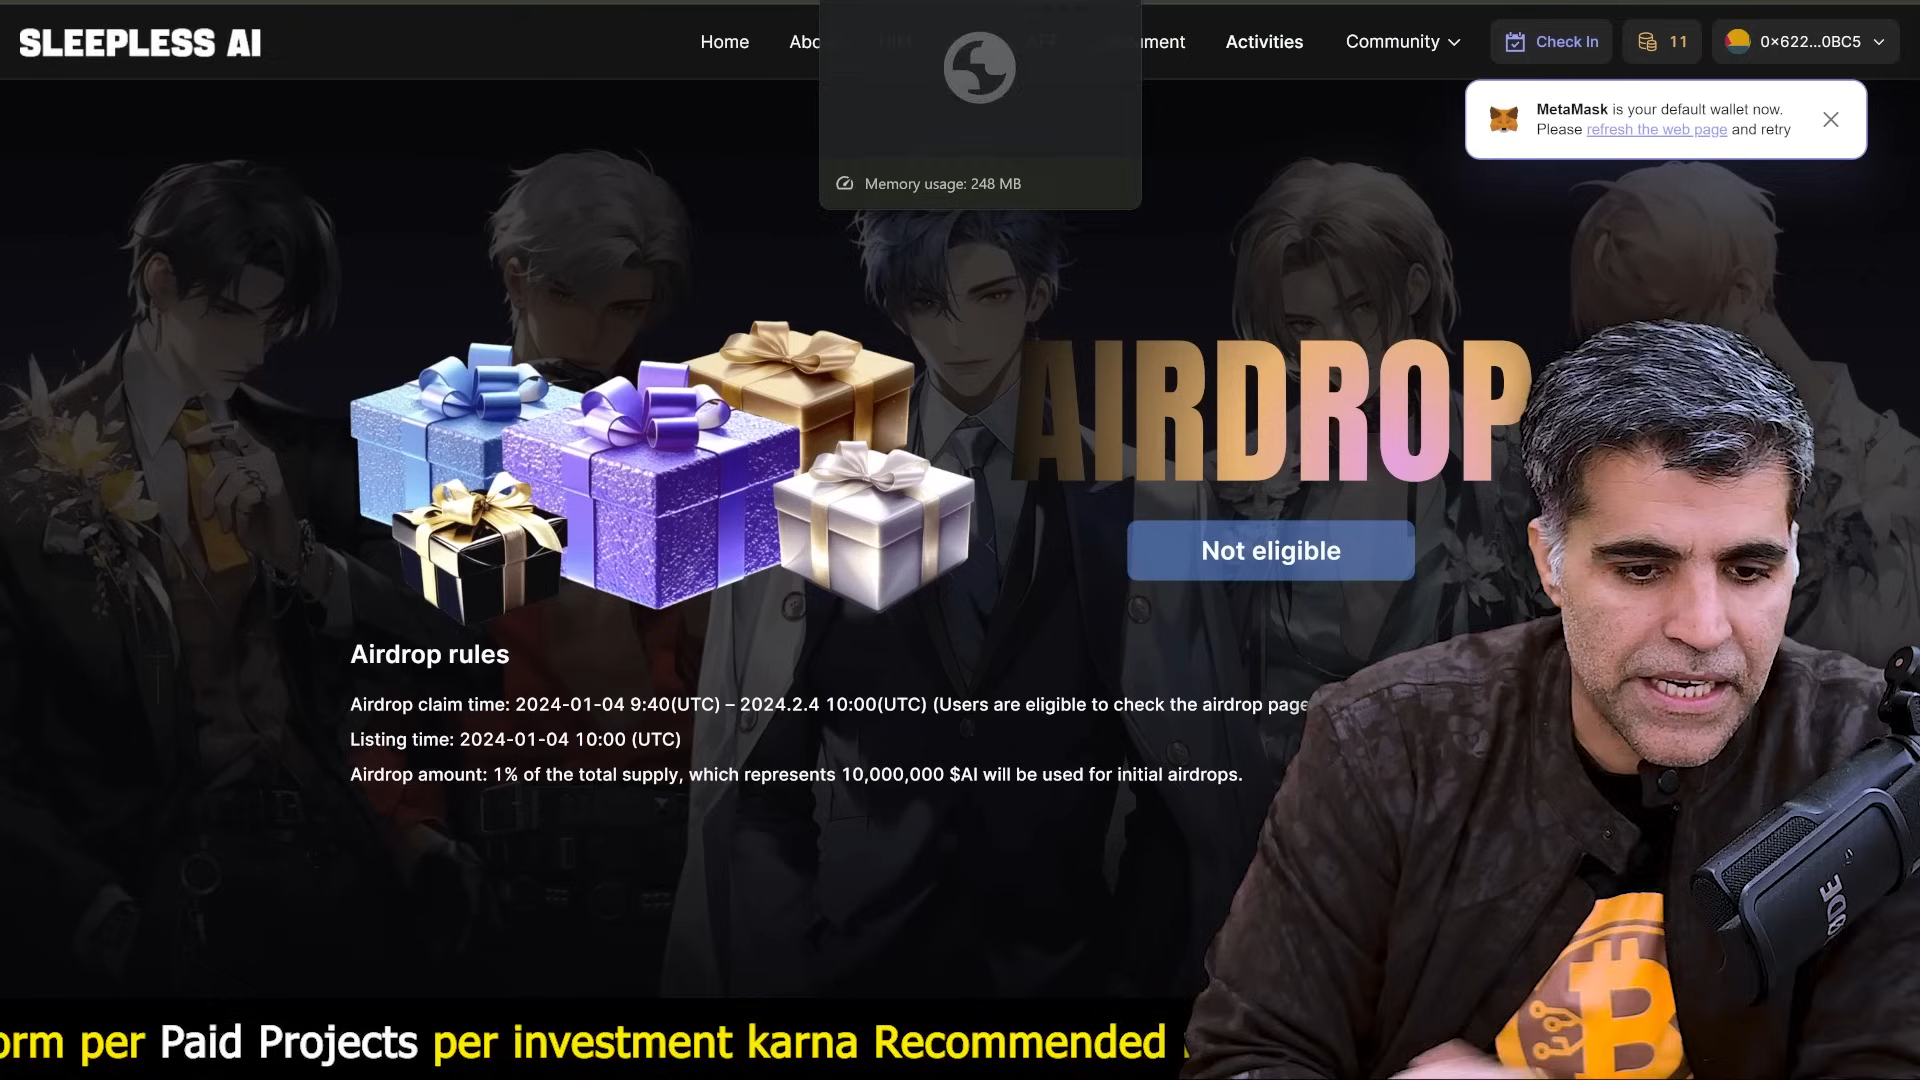 SLEEPLESS AI
Home
Activities
Community
Check In
11
0×622...0BC5
MetaMask is your default wallet now.
Please refresh the web page and retry
Memory usage: 248 MB
AIRDROP
Not eligible
Airdrop rules
Airdrop claim time: 2024-01-04 9:40(UTC) – 2024.2.4 10:00(UTC) (Users are eligible to check the airdrop page
Listing time: 2024-01-04 10:00 (UTC)
Airdrop amount: 1% of the total supply, which represents 10,000,000 $AI will be used for initial airdrops.
per Paid Projects per investment karna Recommended